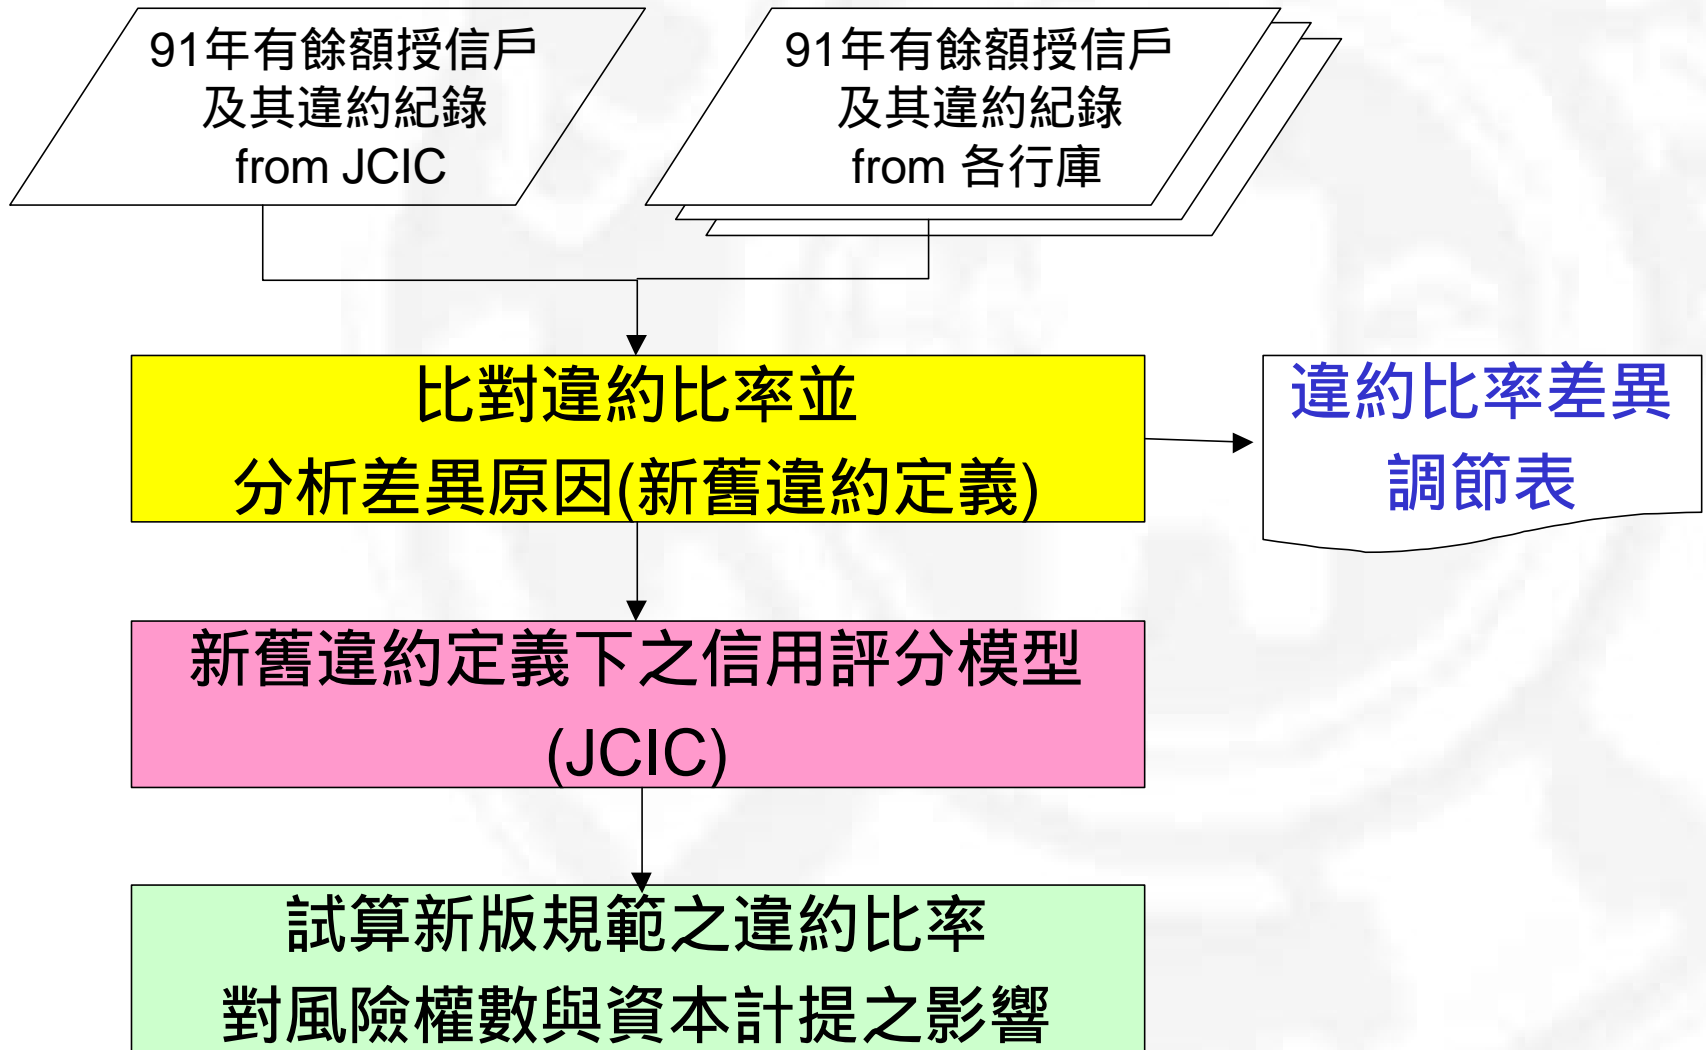 91年有餘額授信戶
及其違約紀錄
from JCIC
91年有餘額授信戶
及其違約紀錄
from 各行庫
比對違約比率並
分析差異原因(新舊違約定義)
違約比率差異
調節表
新舊違約定義下之信用評分模型
(JCIC)
試算新版規範之違約比率
對風險權數與資本計提之影響